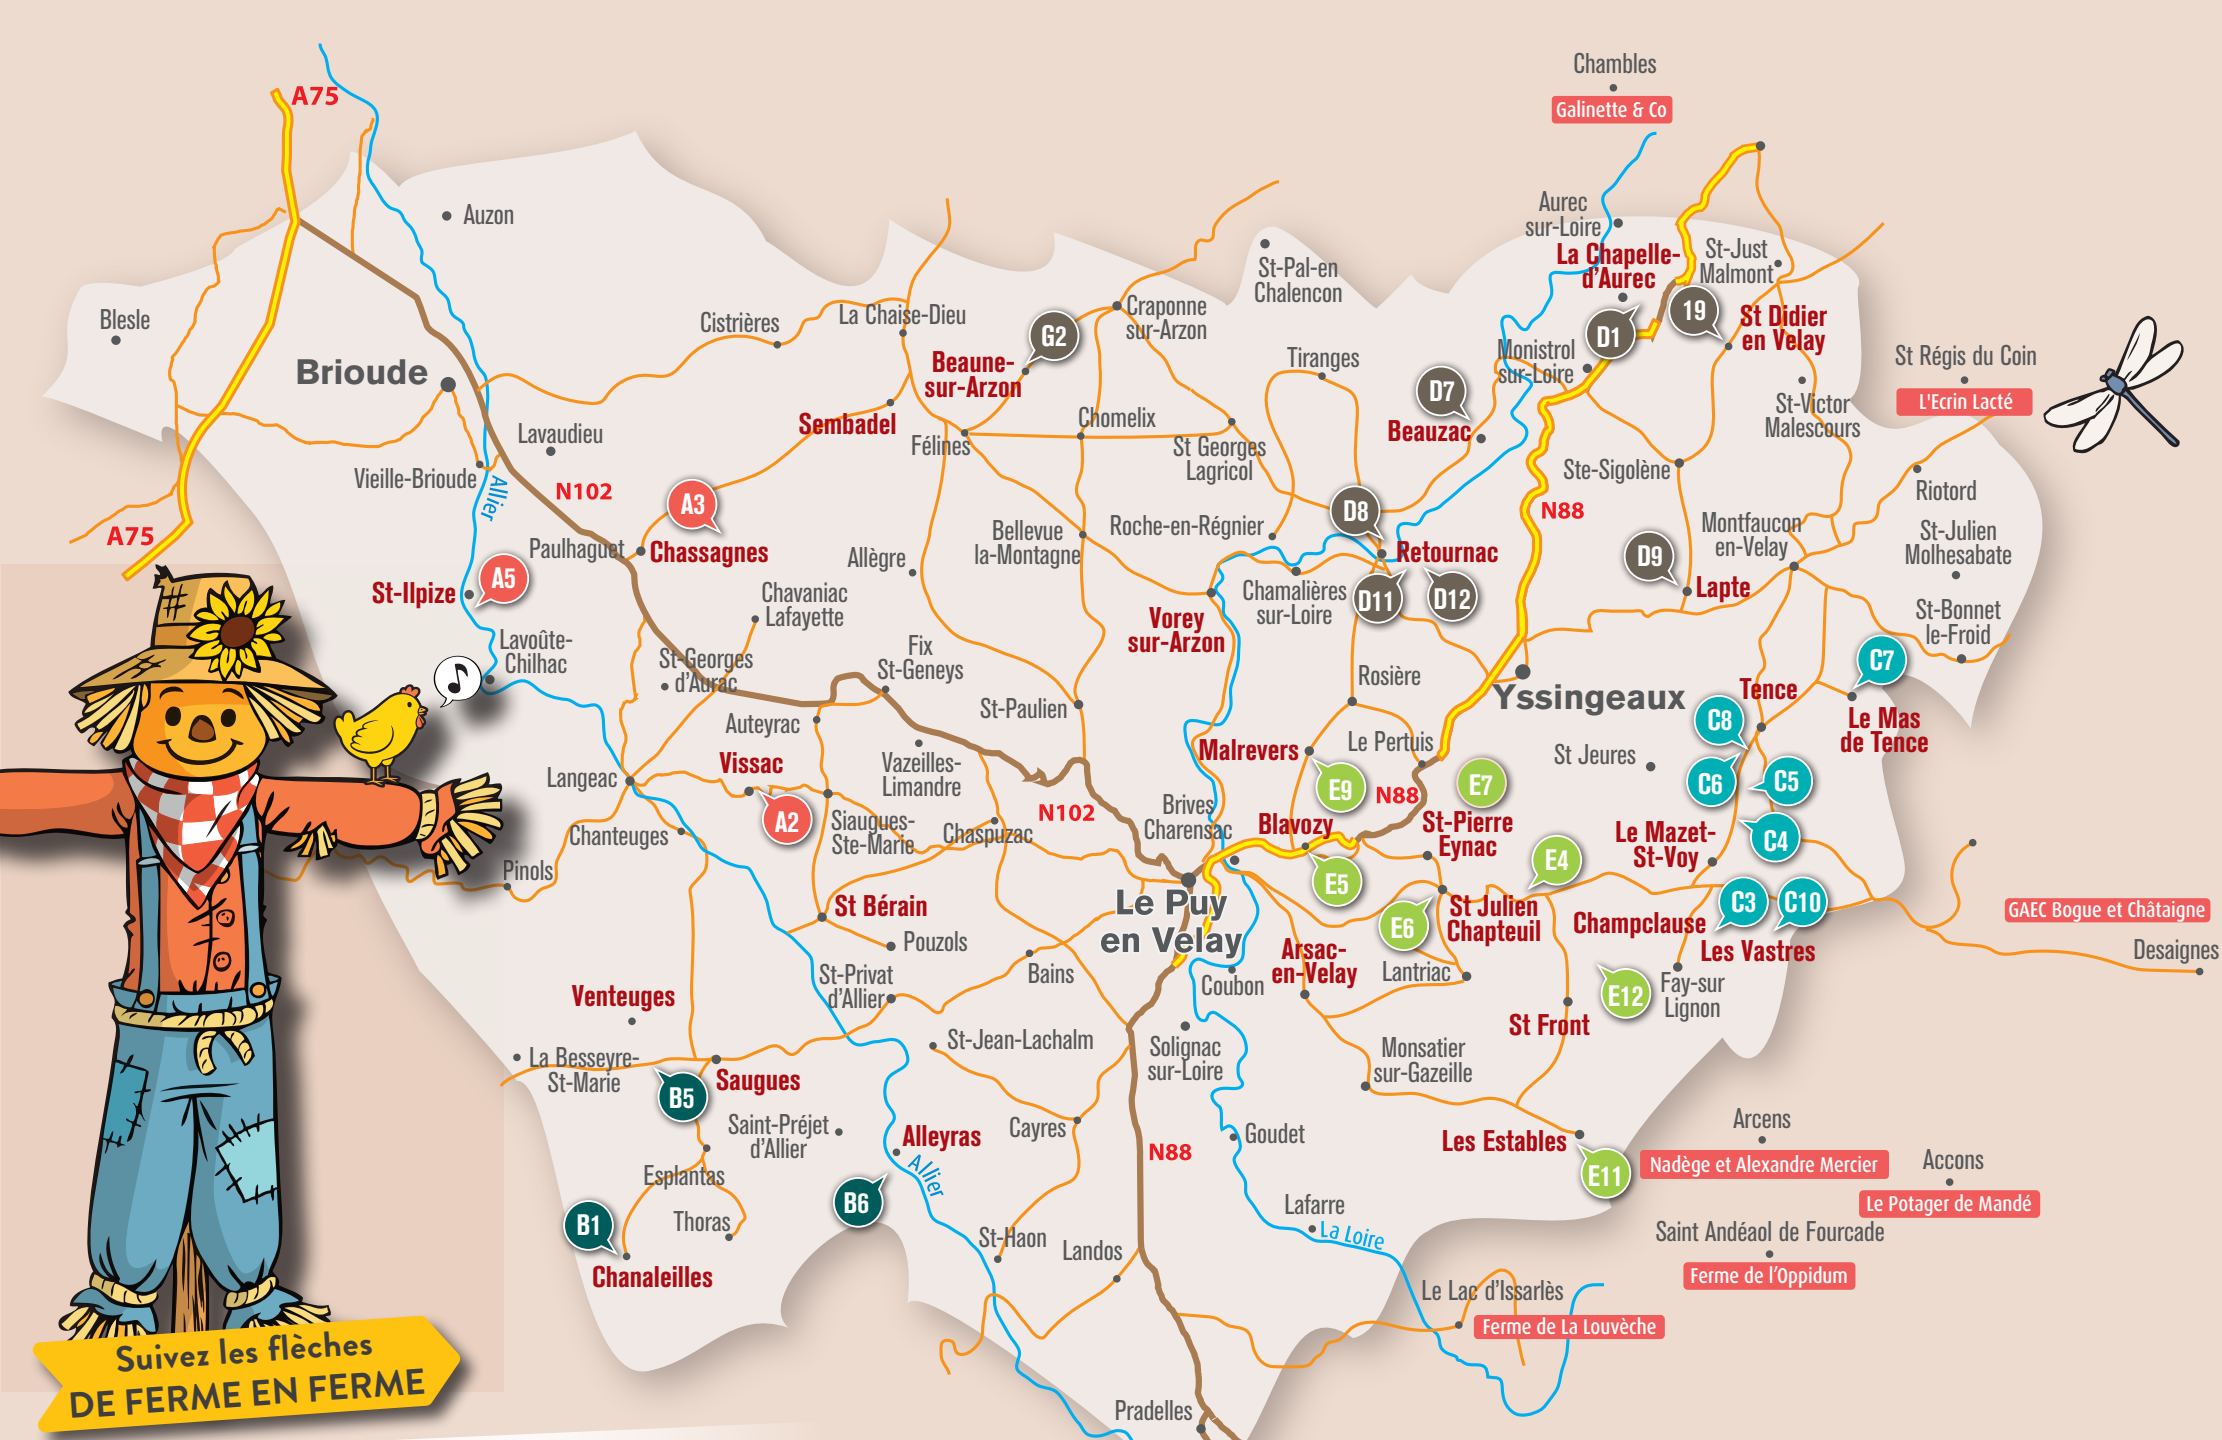 A75
Chambles
Galinette & Co
Auzon
Aurec
sur-Loire
La Chapelle-
d'Aurec
St-Just
Malmont
St-Pal-en
Chalencon
Blesle
Cistrières
La Chaise-Dieu
Craponne
sur-Arzon
G2
D1
19
St Didier
en Velay
Brioude
Beaune-
sur-Arzon
Tiranges
Monistrol
sur-Loire
St Régis du Coin
L'Ecrin Lacté
D7
Beauzac
St-Victor
Malescours
Sembadel
Félines
Chomelix
St Georges
Lagricol
Lavaudieu
Vieille-Brioude
Allier
N102
A3
Chassagnes
Ste-Sigolène
Riotord
N88
D8
A75
Paulhaguet
Allègre
Bellevue
la-Montagne
Roche-en-Régnier
Retournac
Montfaucon
en-Velay
St-Julien
Molhesabate
D9
Lapte
A5
St-Ilpize
Chavaniac
Lafayette
Chamalières
sur-Loire
D11
D12
Vorey
sur-Arzon
St-Bonnet
le-Froid
Lavoûte-
Chilhac
St-Georges
d'Aurac
Fix
St-Geneys
Rosière
Yssingeaux
C7
Tence
Le Mas
de Tence
C8
Auteyrac
St-Paulien
Malrevers
Le Pertuis
St Jeures
Vissac
Langeac
Vazeilles-
Limandre
E9
N88
E7
C6
C5
A2
Siaugues-
Ste-Marie
Chaspuzac
N102
Brives
Charensac
Blavozy
St-Pierre
Eynac
Le Mazet-
St-Voy
C4
Chanteuges
Pinols
E5
E4
Le Puy
en Velay
St Bérain
Pouzols
E6
St Julien
Chapteuil
C3
C10
Champclause
Les Vastres
GAEC Bogue et Châtaigne
Desaignes
Bains
St-Privat
d'Allier
Arsac-
en-Velay
Lantriac
Coubon
E12
Fay-sur
Lignon
Venteuges
St Front
La Besseyre-
St-Marie
Saugues
B5
St-Jean-Lachalm
Solignac
sur-Loire
Monsatier
sur-Gazeille
Saint-Préjet
d'Allier
Alleyras
Allier
Cayres
N88
Goudet
Les Estables
E11
Arcens
Nadège et Alexandre Mercier
Accons
Le Potager de Mandé
Esplantas
Thoras
B1
Chanaleilles
B6
St-Haon
Landos
Lafarre
La Loire
Saint Andéaol de Fourcade
Ferme de l'Oppidum
Le Lac d'Issarlès
Ferme de La Louvèche
Pradelles
Suivez les flèches
DE FERME EN FERME